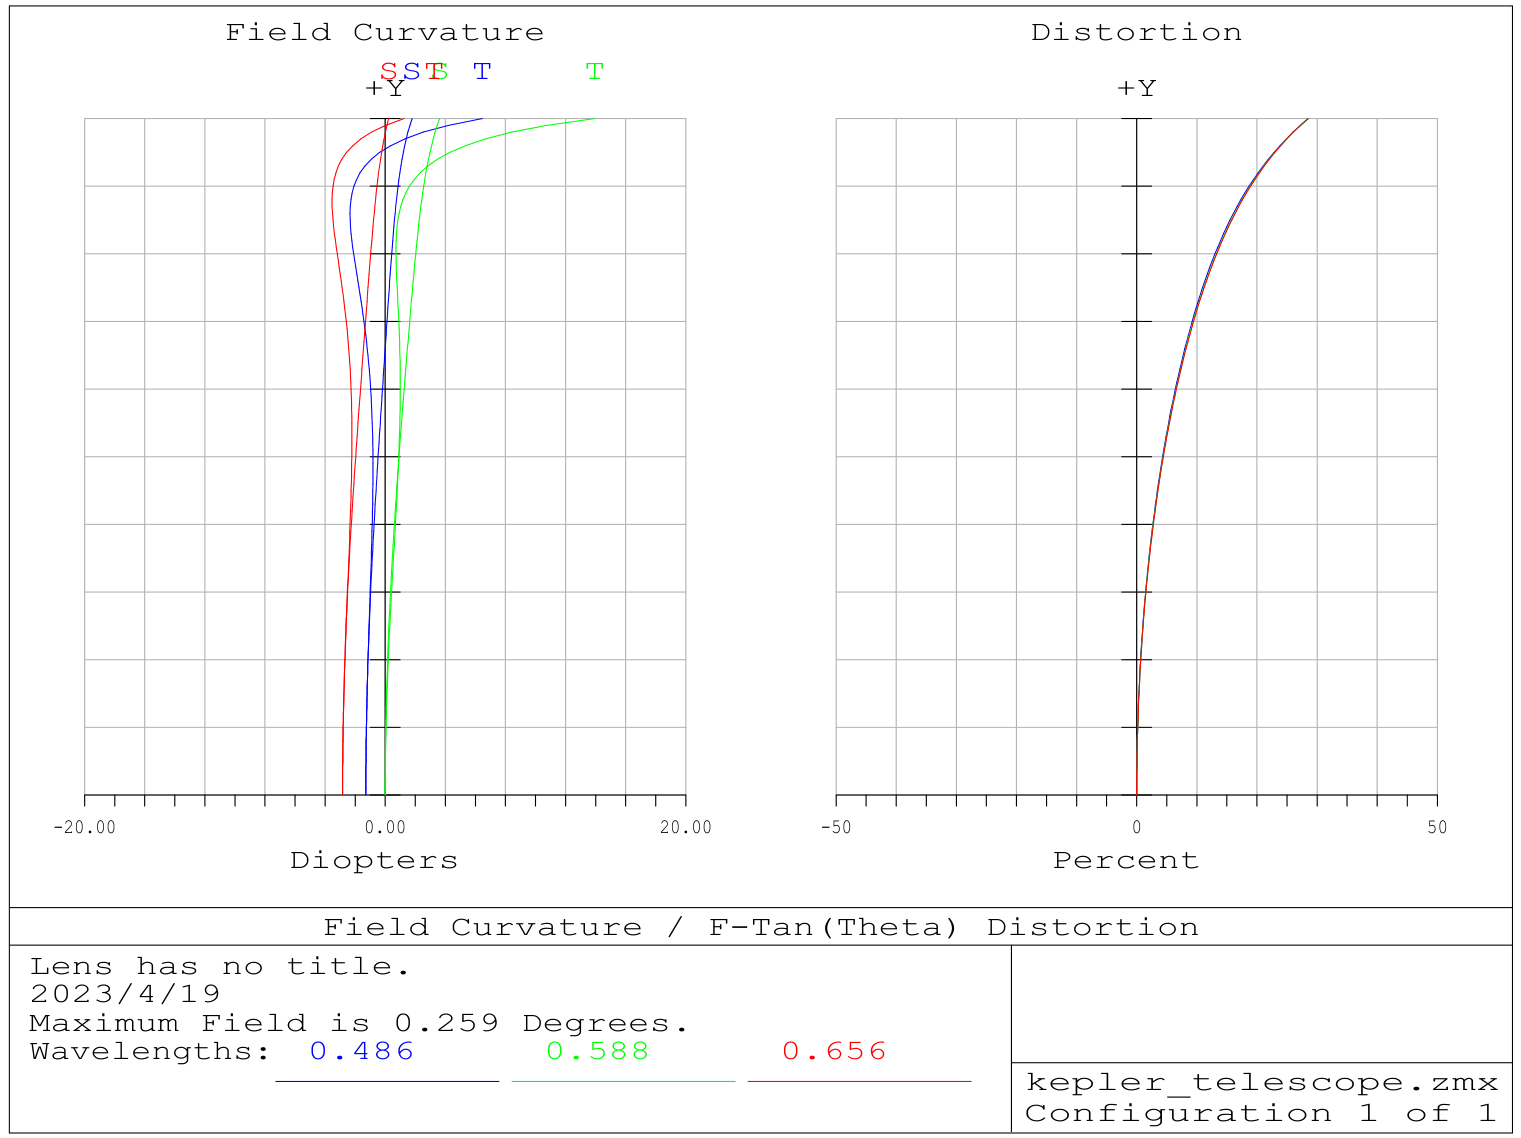 Field Curvature
Distortion
S S T S T T
+Y
+Y
-20.00 0.00 20.00
-50 0 50
Diopters
Percent
Field Curvature / F-Tan(Theta) Distortion
Lens has no title.
2023/4/19
Maximum Field is 0.259 Degrees.
Wavelengths: 0.486 0.588 0.656
kepler_telescope.zmx
Configuration 1 of 1